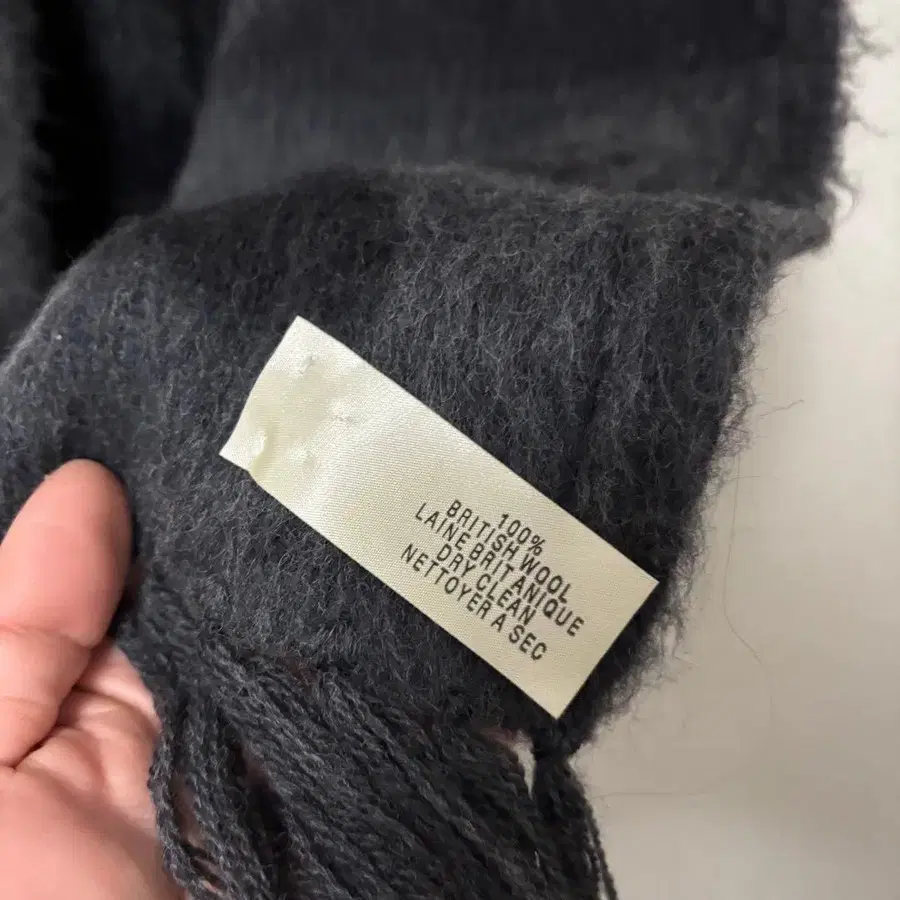 100%
BRITISH WOOL
LAINE BRITANIQUE
DRY CLEAN
NETTOYER A SEC